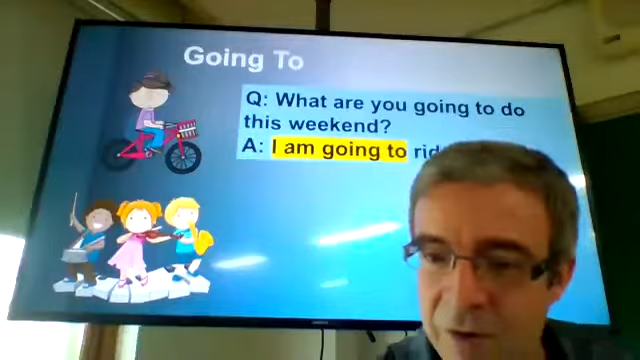 Going To
Q: What are you going to do
this weekend?
A: I am going to